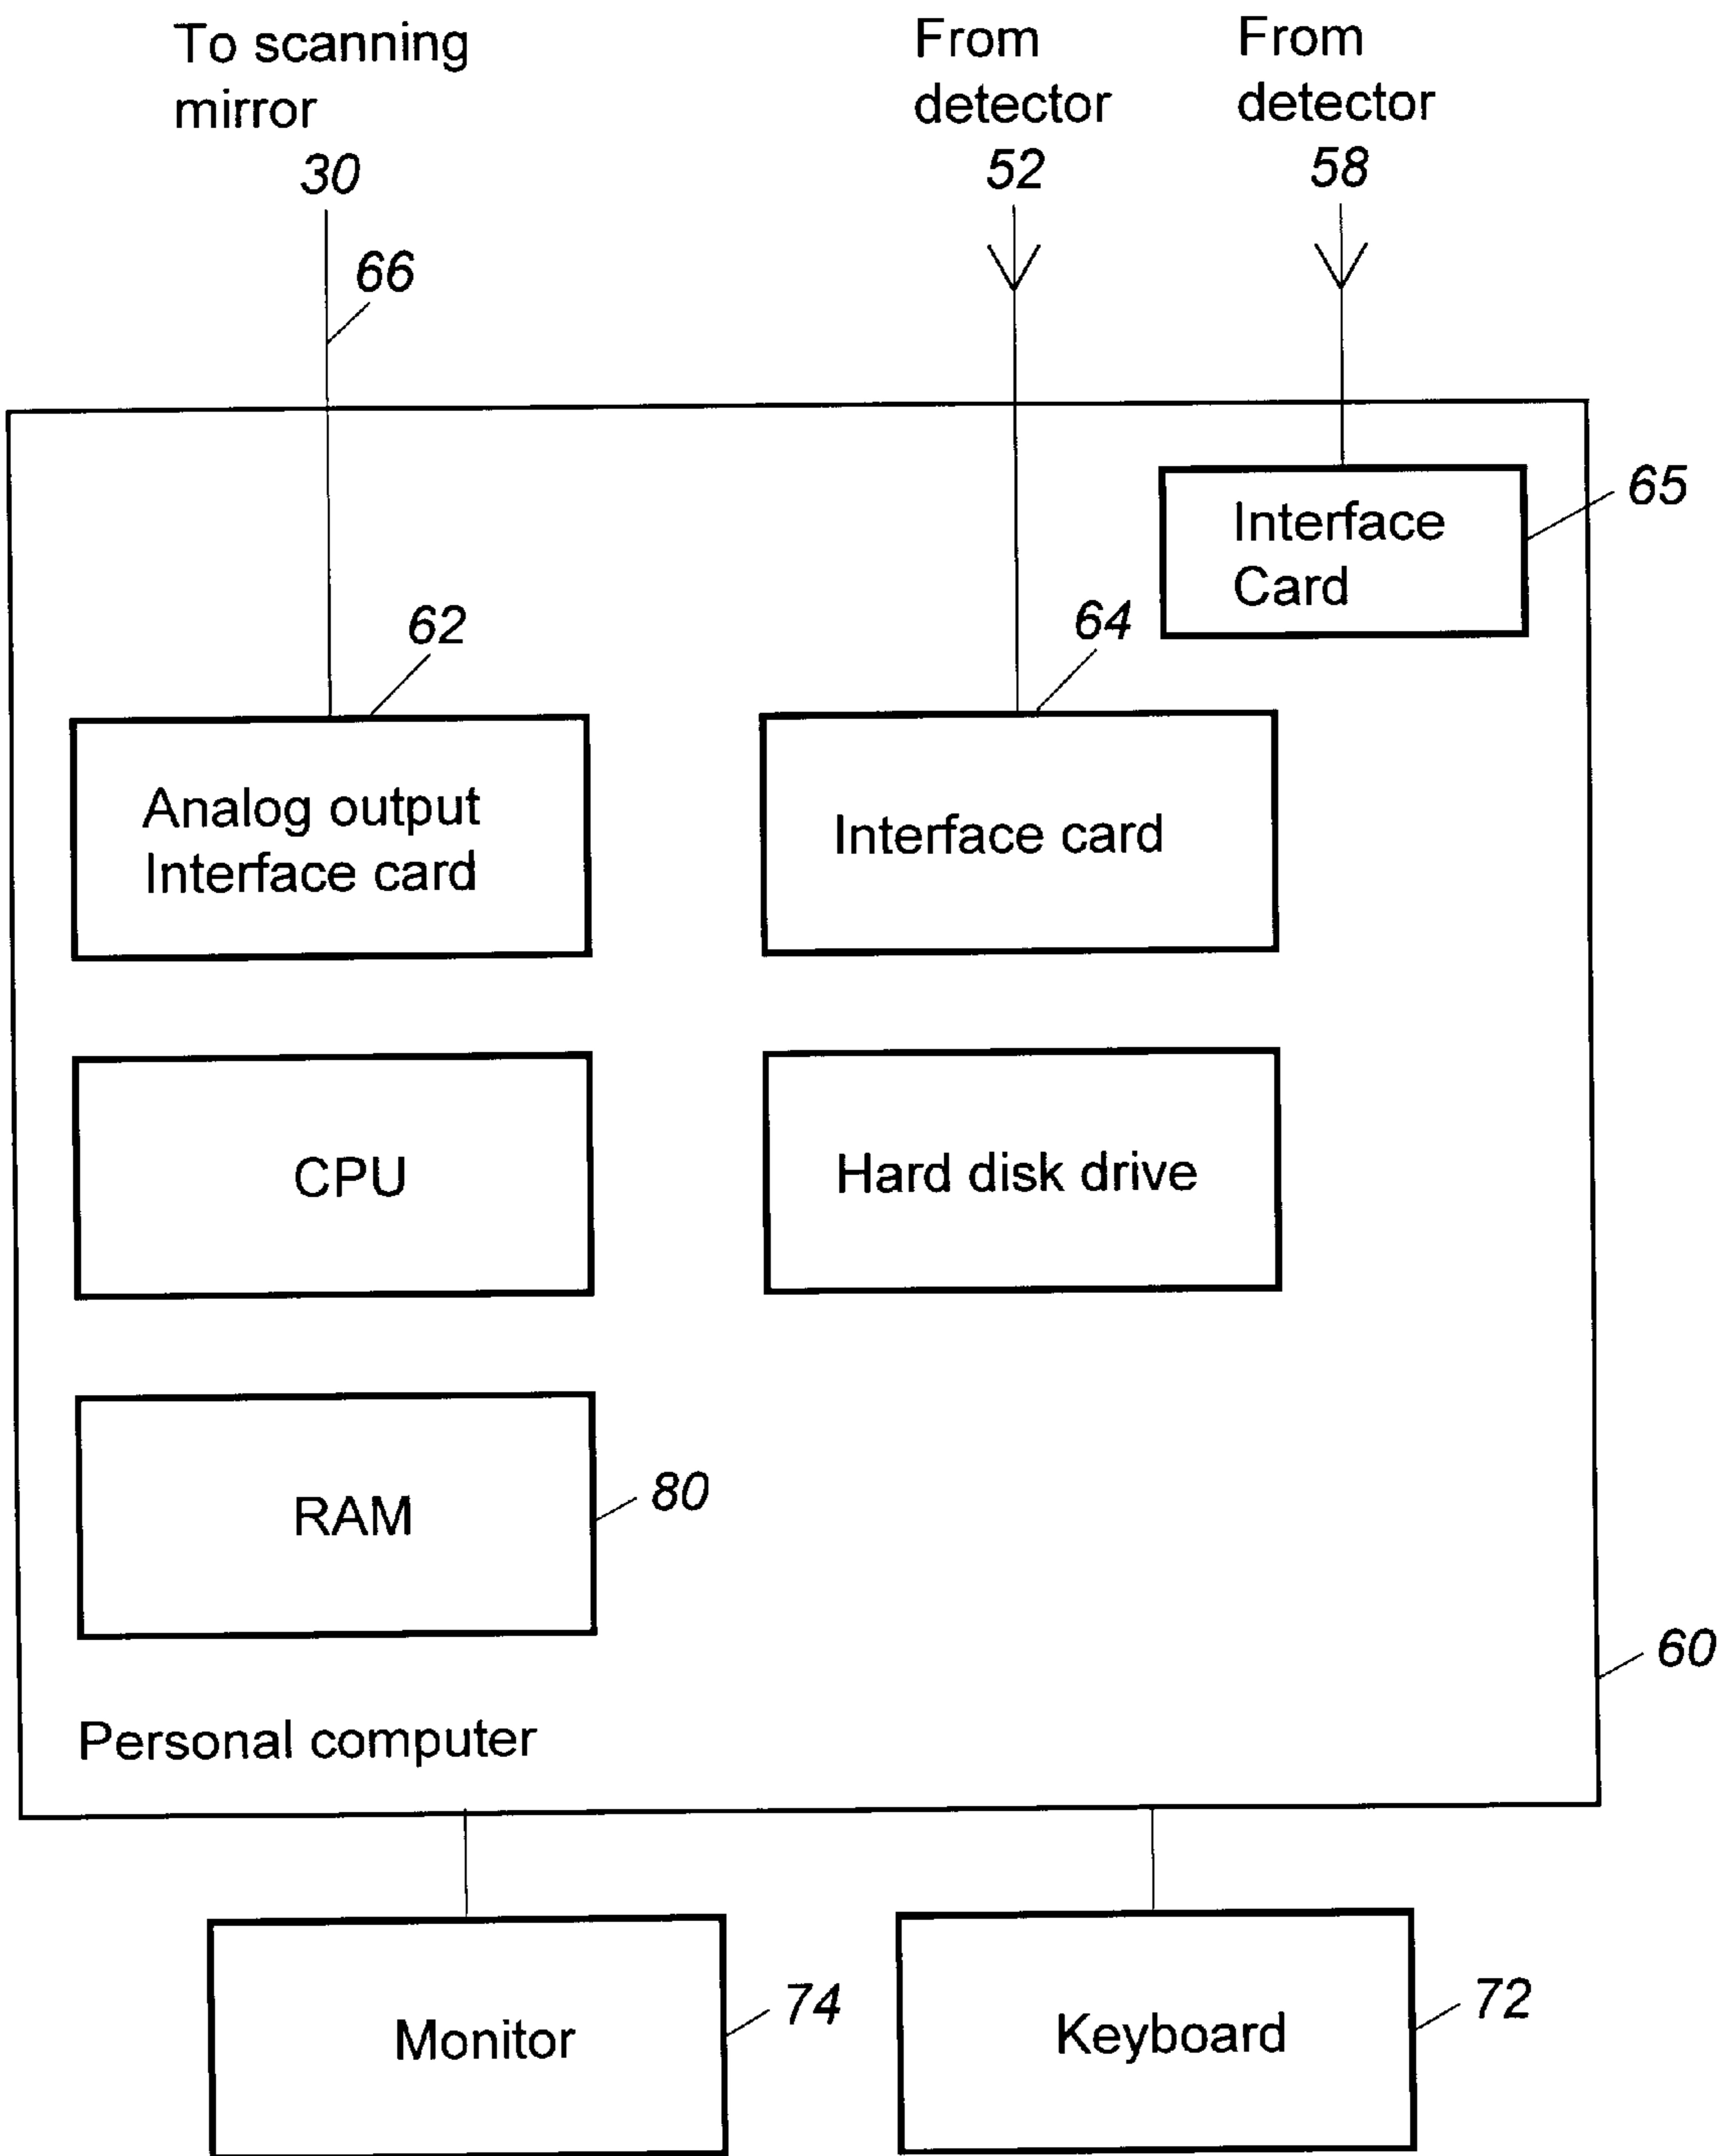 To scanning
mirror
30
From
detector
52
From
detector
58
66
Interface
Card
65
62
64
Analog output
Interface card
Interface card
CPU
Hard disk drive
RAM
80
60
Personal computer
Monitor
74
Keyboard
72